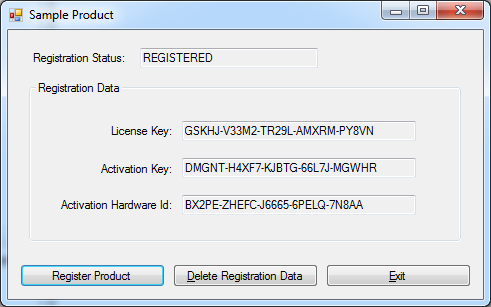 Sample Product
Registration Status: REGISTERED
Registration Data
License Key: GSKHJ-V33M2-TR29L-AMXRM-PY8VN
Activation Key: DMGNT-H4XF7-KJBTG-66L7J-MGWHR
Activation Hardware Id: BX2PE-ZHEFC-J6665-6PELQ-7N8AA
Register Product Delete Registration Data Exit